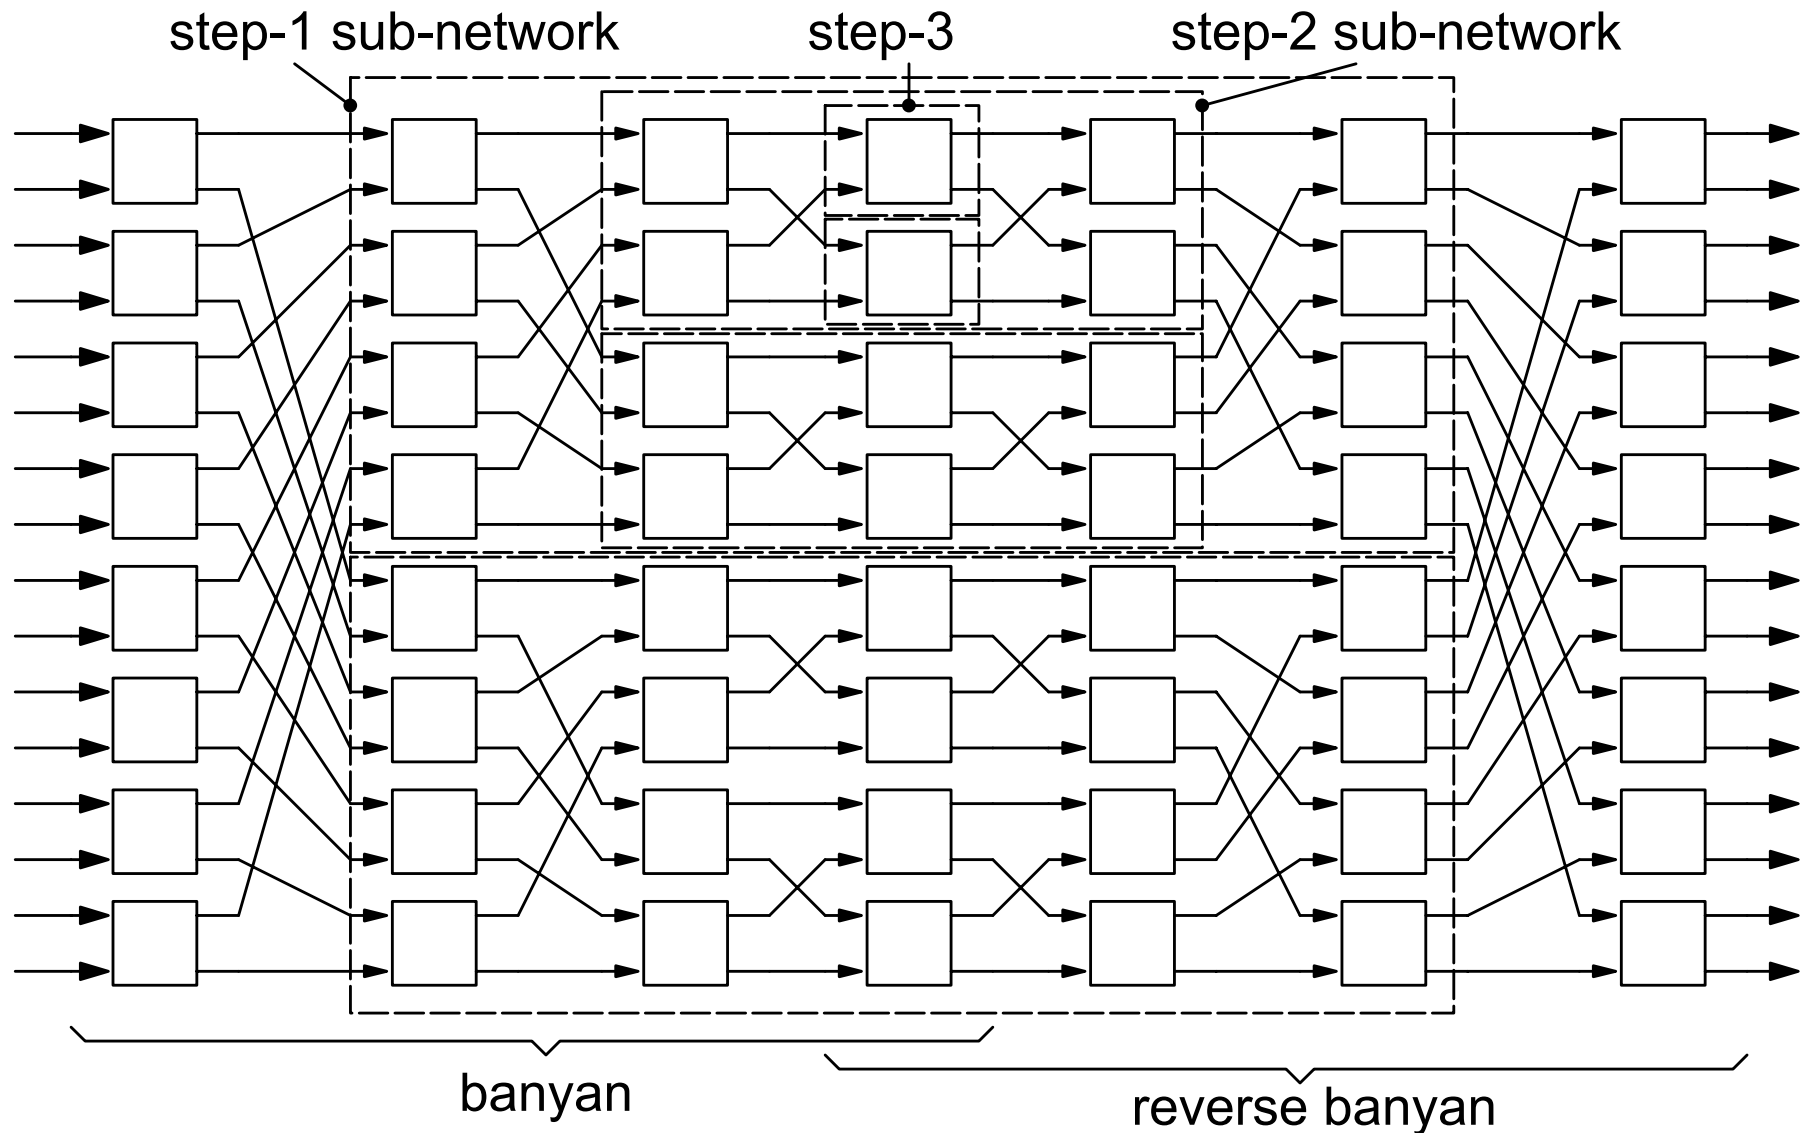 step-1 sub-network
step-3
step-2 sub-network
banyan
reverse banyan